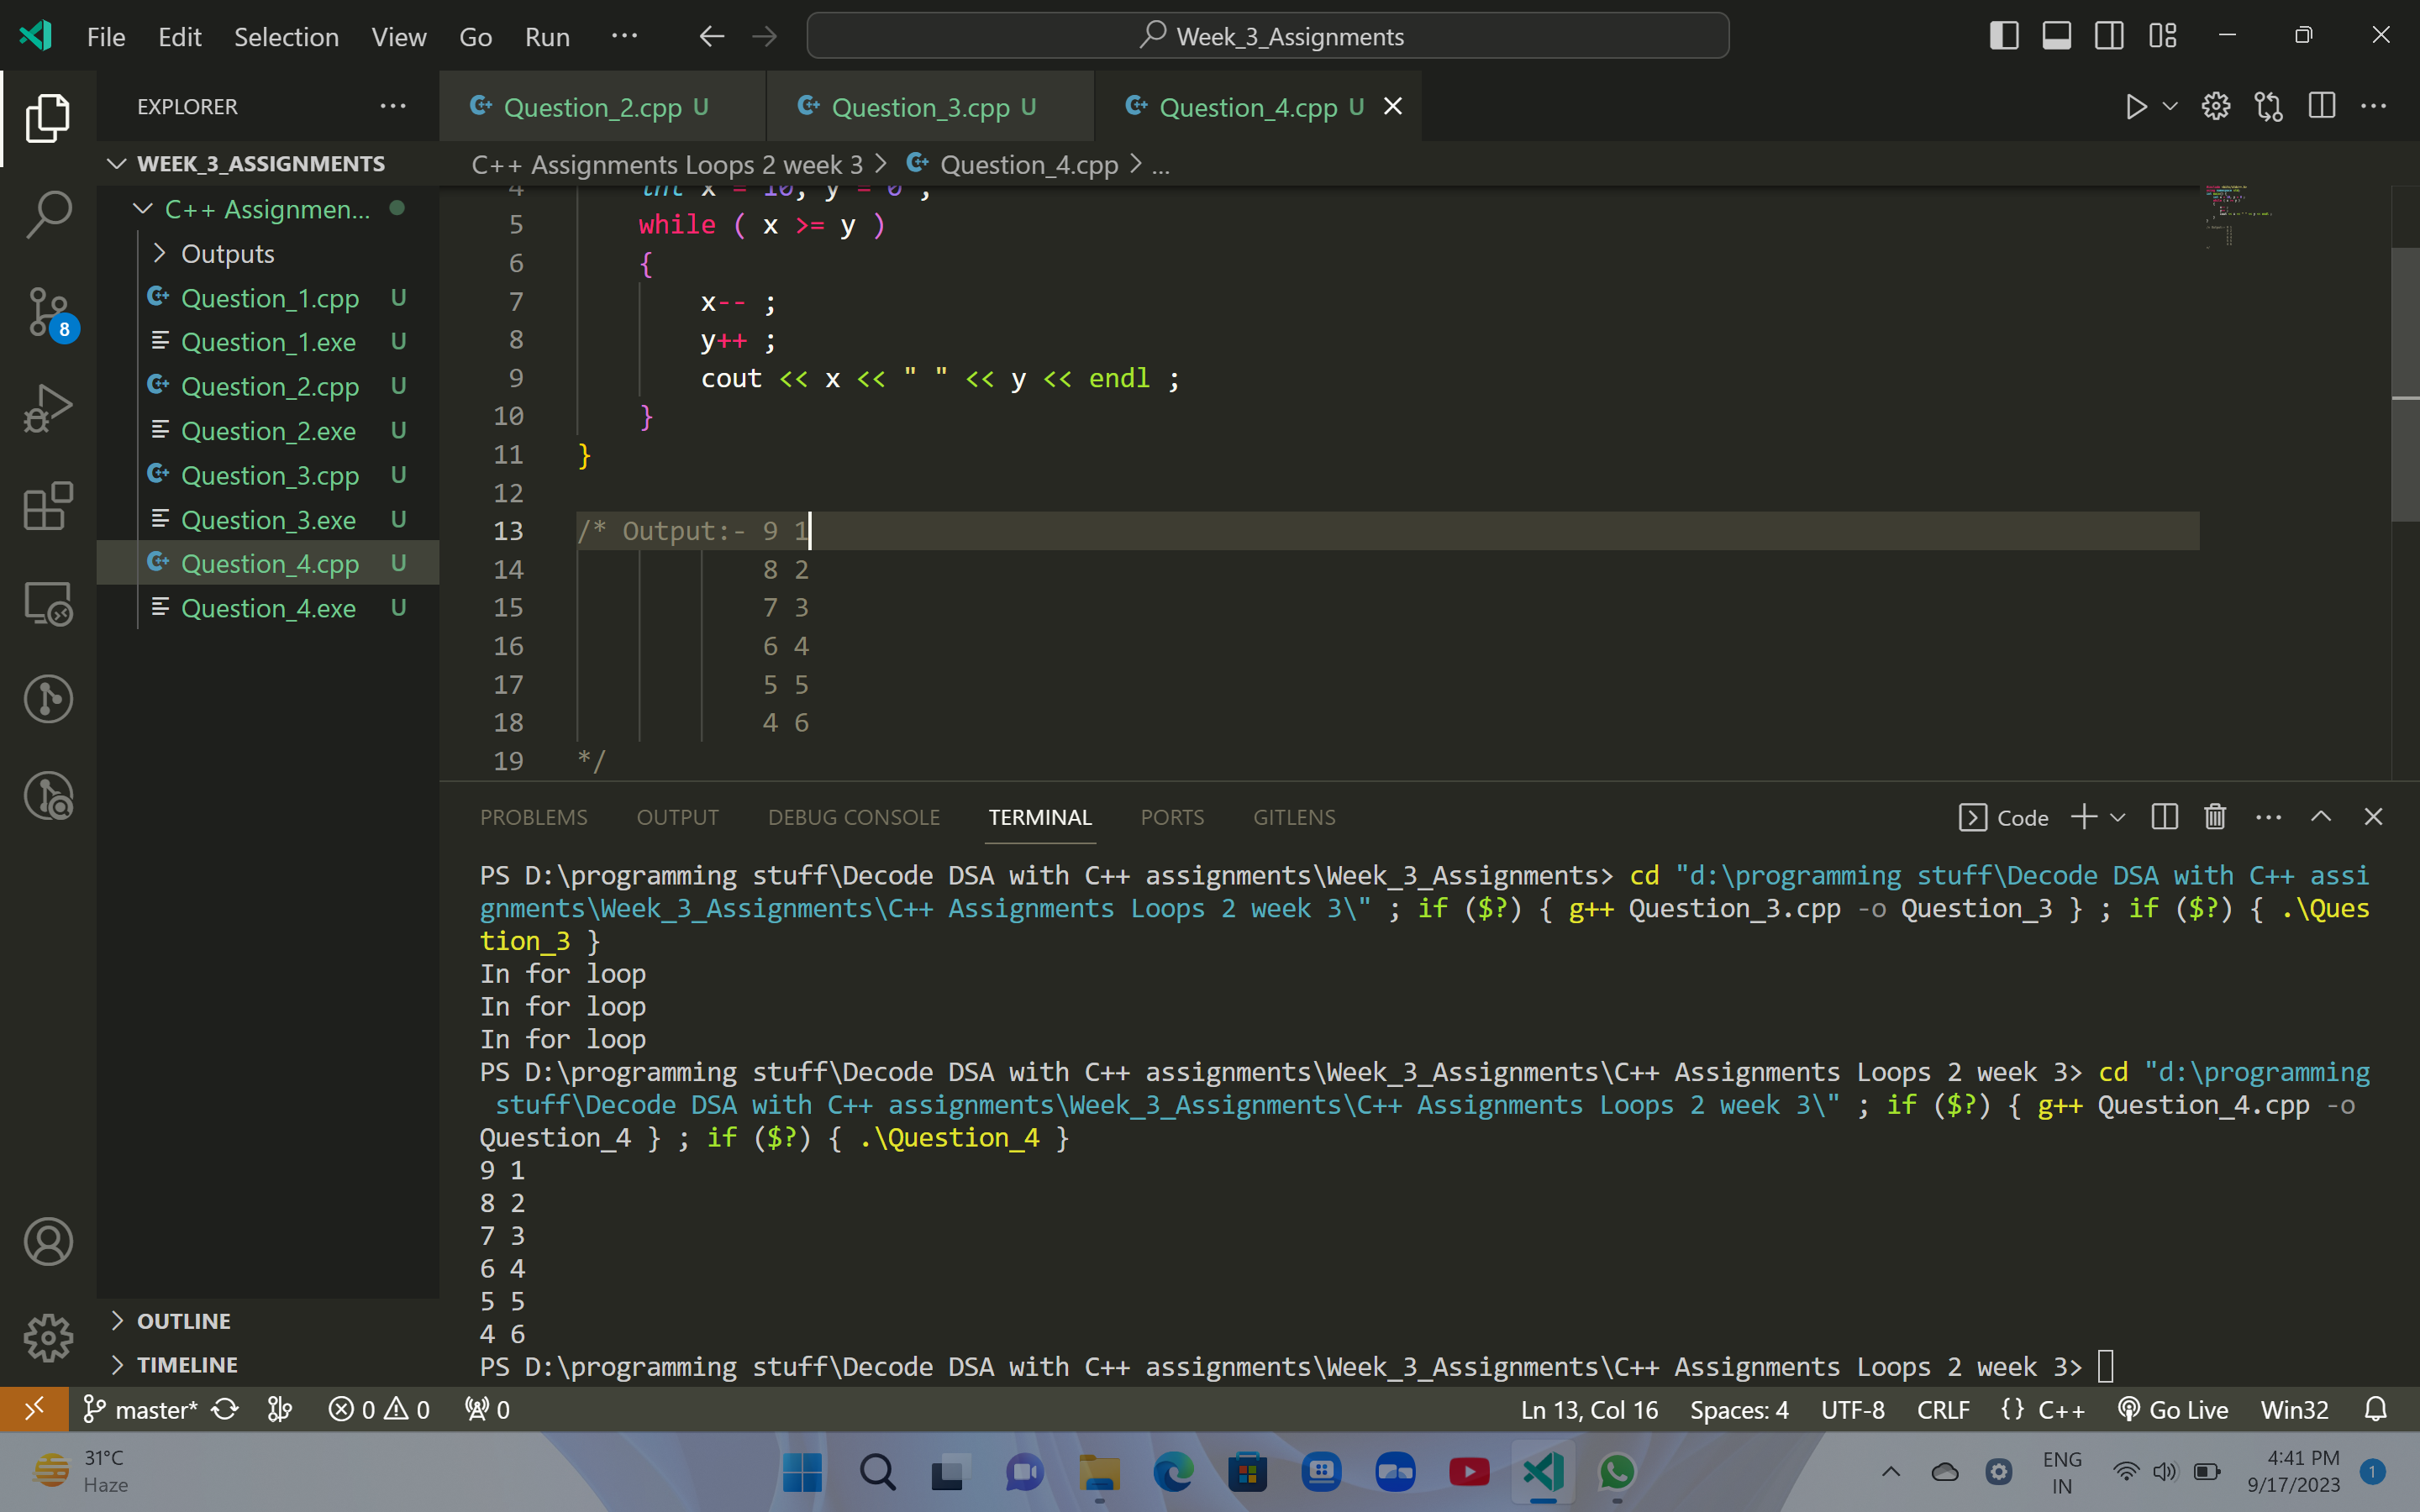 File Edit Selection View Go Run ··· Week_3_Assignments
EXPLORER ···
Question_2.cpp U Question_3.cpp U Question_4.cpp U
WEEK_3_ASSIGNMENTS
C++ Assignments Loops 2 week 3 > Question_4.cpp > ...
C++ Assignmen...
Outputs
Question_1.cpp U
Question_1.exe U
Question_2.cpp U
Question_2.exe U
Question_3.cpp U
Question_3.exe U
Question_4.cpp U
Question_4.exe U
8
OUTLINE
TIMELINE
4 int x = 10, y = 0 ;
5 while ( x >= y )
6 {
7 x-- ;
8 y++ ;
9 cout << x << " " << y << endl ;
10 }
11 }
12
13 /* Output:- 9 1
14 8 2
15 7 3
16 6 4
17 5 5
18 4 6
19 */
PROBLEMS OUTPUT DEBUG CONSOLE TERMINAL PORTS GITLENS Code
PS D:\programming stuff\Decode DSA with C++ assignments\Week_3_Assignments> cd "d:\programming stuff\Decode DSA with C++ assi
gnments\Week_3_Assignments\C++ Assignments Loops 2 week 3\" ; if ($?) { g++ Question_3.cpp -o Question_3 } ; if ($?) { .\Ques
tion_3 }
In for loop
In for loop
In for loop
PS D:\programming stuff\Decode DSA with C++ assignments\Week_3_Assignments\C++ Assignments Loops 2 week 3> cd "d:\programming
stuff\Decode DSA with C++ assignments\Week_3_Assignments\C++ Assignments Loops 2 week 3\" ; if ($?) { g++ Question_4.cpp -o
Question_4 } ; if ($?) { .\Question_4 }
9 1
8 2
7 3
6 4
5 5
4 6
PS D:\programming stuff\Decode DSA with C++ assignments\Week_3_Assignments\C++ Assignments Loops 2 week 3>
master* 0 0 0 Ln 13, Col 16 Spaces: 4 UTF-8 CRLF {} C++ Go Live Win32
31°C
Haze
ENG
IN
4:41 PM
9/17/2023
1